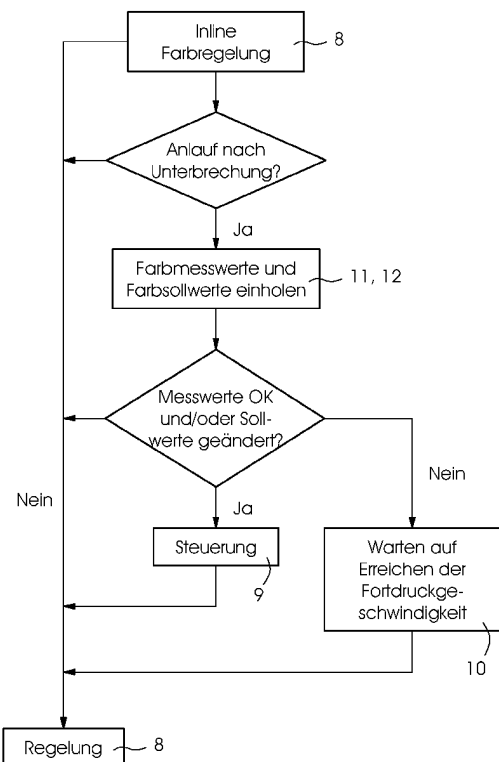 Inline
Farbregelung
8
Anlauf nach
Unterbrechung?
Ja
Farbmesswerte und
Farbsollwerte einholen
11, 12
Messwerte OK
und/oder Soll-
werte geändert?
Nein
Ja
Nein
Steuerung
9
Warten auf
Erreichen der
Fortdruckge-
schwindigkeit
10
Regelung
8